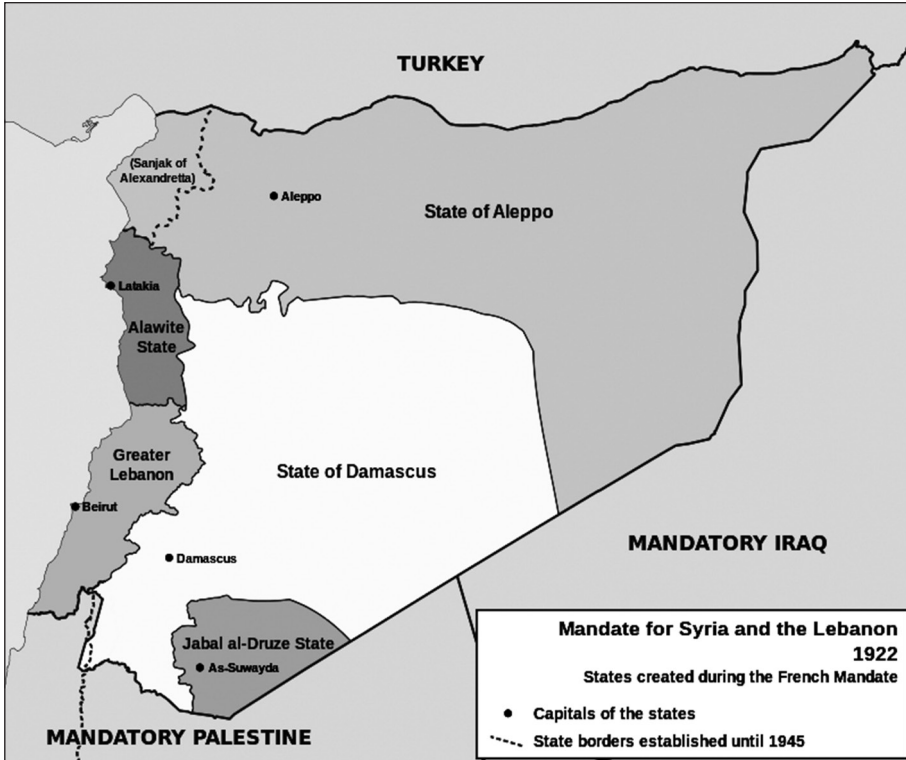 TURKEY
(Sanjak of
Alexandretta)
Aleppo
State of Aleppo
Latakia
Alawite
State
Greater
Lebanon
State of Damascus
Beirut
MANDATORY IRAQ
Damascus
Jabal al-Druze State
As-Suwayda
MANDATORY PALESTINE
Mandate for Syria and the Lebanon
1922
States created during the French Mandate
Capitals of the states
State borders established until 1945